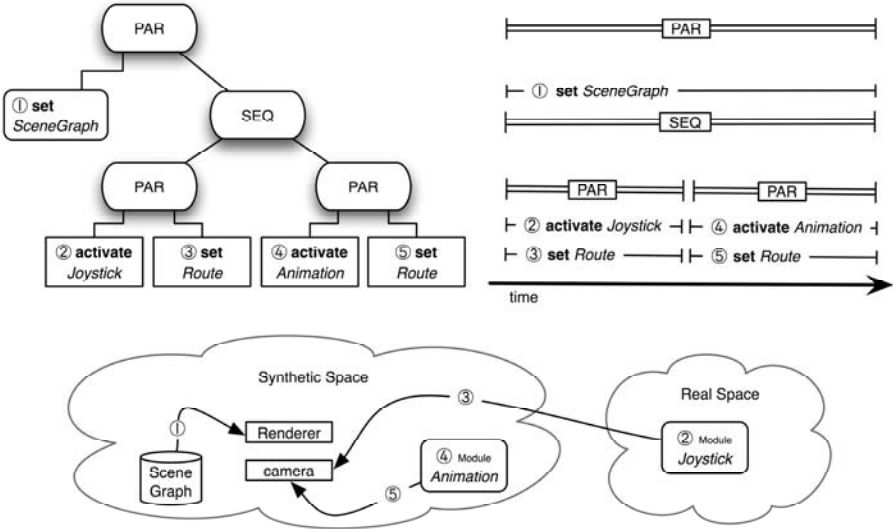 PAR
① set
SceneGraph
SEQ
PAR
PAR
② activate
Joystick
③ set
Route
④ activate
Animation
⑤ set
Route
PAR
① set SceneGraph
SEQ
PAR
PAR
② activate Joystick
④ activate Animation
③ set Route
⑤ set Route
time
Synthetic Space
Real Space
①
Renderer
③
② Module
Joystick
Scene
Graph
camera
④ Module
Animation
⑤